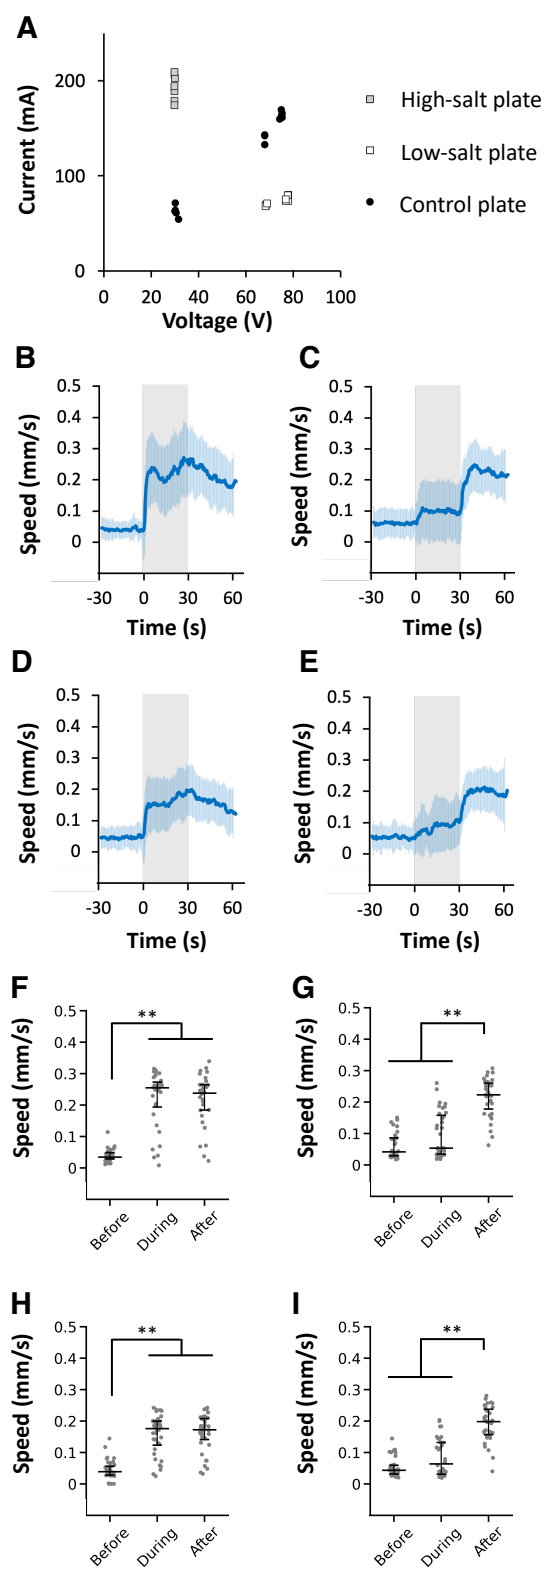 A
Current (mA)
200
100
0
0 20 40 60 80 100
Voltage (V)
High-salt plate
Low-salt plate
Control plate
B
Speed (mm/s)
0.5
0.4
0.3
0.2
0.1
0
-30 0 30 60
Time (s)
C
Speed (mm/s)
0.5
0.4
0.3
0.2
0.1
0
-30 0 30 60
Time (s)
D
Speed (mm/s)
0.5
0.4
0.3
0.2
0.1
0
-30 0 30 60
Time (s)
E
Speed (mm/s)
0.5
0.4
0.3
0.2
0.1
0
-30 0 30 60
Time (s)
F
Speed (mm/s)
0.5
0.4
0.3
0.2
0.1
0
**
Before During After
G
Speed (mm/s)
0.5
0.4
0.3
0.2
0.1
0
**
Before During After
H
Speed (mm/s)
0.5
0.4
0.3
0.2
0.1
0
**
Before During After
I
Speed (mm/s)
0.5
0.4
0.3
0.2
0.1
0
**
Before During After